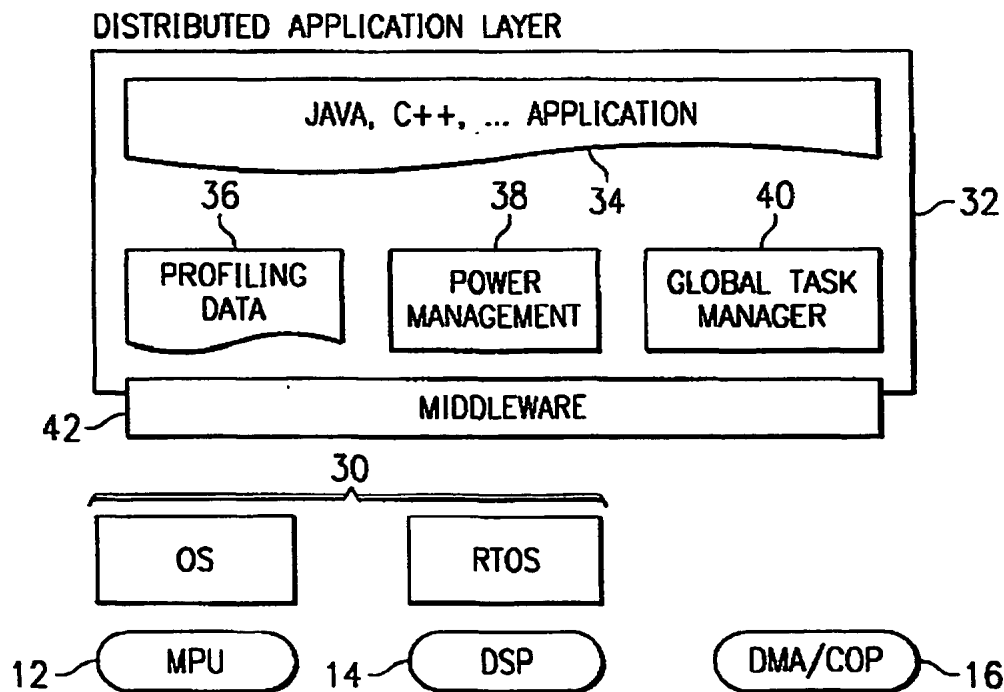 DISTRIBUTED APPLICATION LAYER
JAVA, C++, ... APPLICATION
36
38
34
40
32
PROFILING
DATA
POWER
MANAGEMENT
GLOBAL TASK
MANAGER
MIDDLEWARE
42
30
OS
RTOS
12
MPU
14
DSP
DMA/COP
16